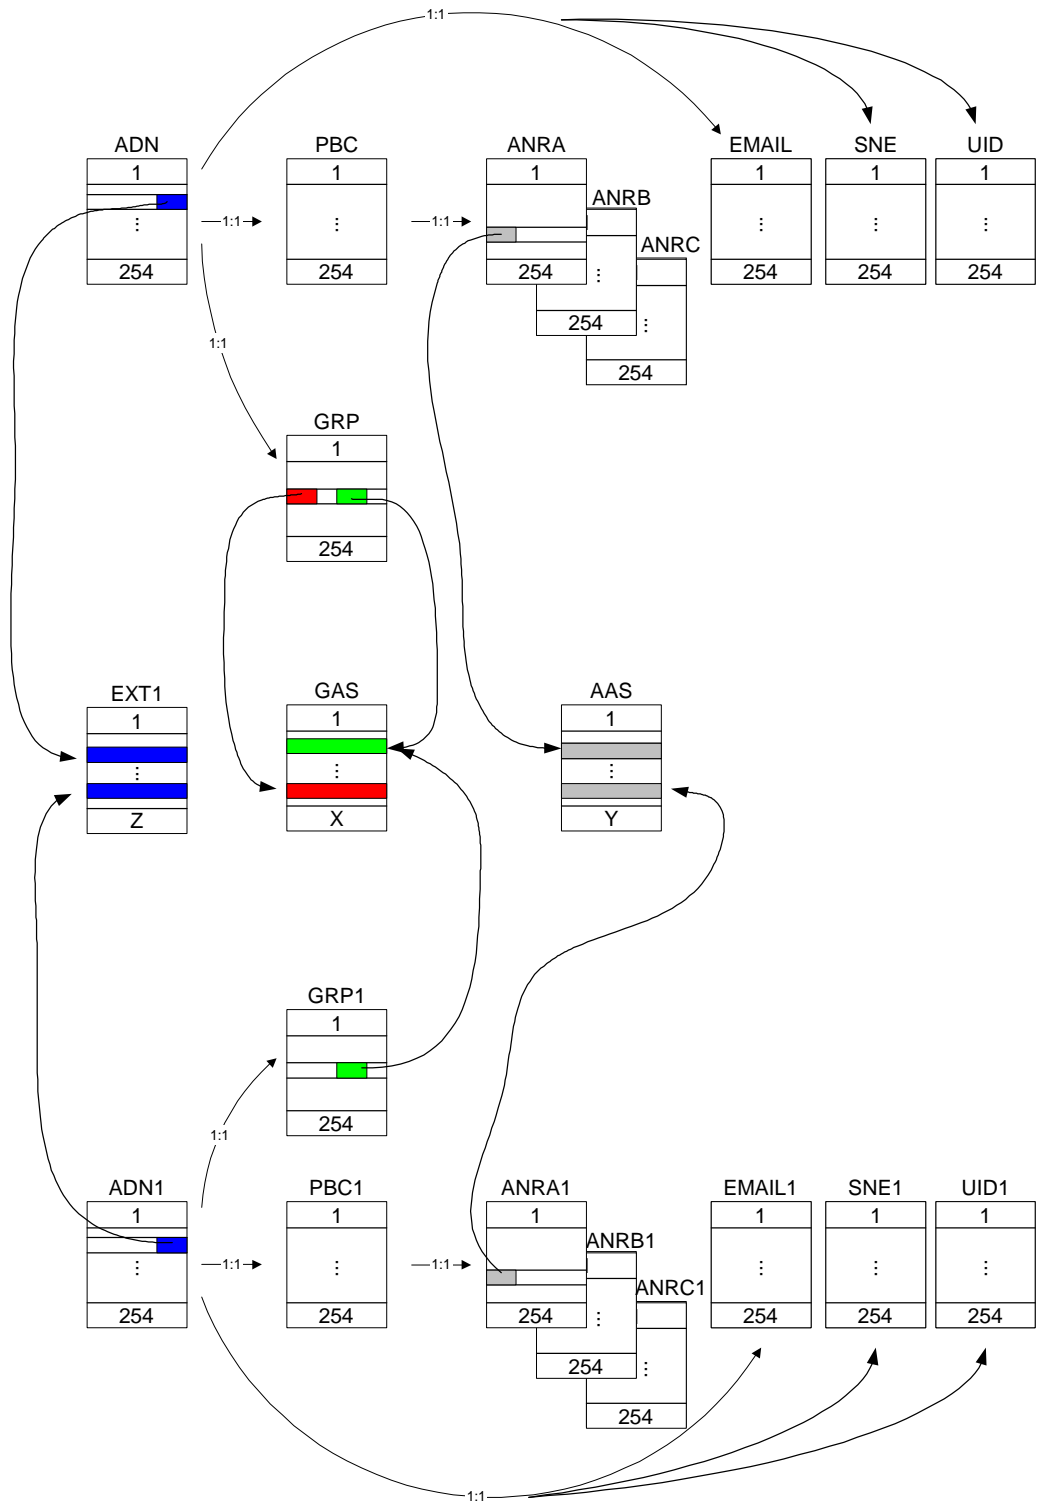 1:1
ADN PBC ANRA EMAIL SNE UID
1 1 1 1 1 1
ANRB
1:1 1:1
⋮ ⋮ ⋮ ⋮ ⋮
ANRC
254 254 254 ⋮ 254 254 254
254 ⋮
1:1
254
GRP
1
254
EXT1 GAS AAS
1 1 1
⋮ ⋮ ⋮
Z X Y
GRP1
1
254
1:1
ADN1 PBC1 ANRA1 EMAIL1 SNE1 UID1
1 1 1 1 1 1
ANRB1
1:1 1:1
⋮ ⋮ ⋮ ⋮ ⋮
ANRC1
254 254 254 ⋮ 254 254 254
254 ⋮
254
1:1